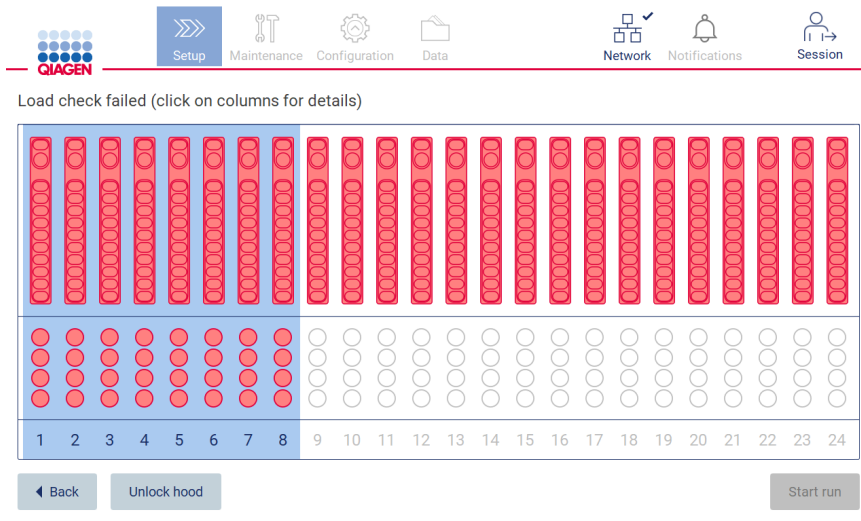 QIAGEN
Setup Maintenance Configuration Data Network Notifications Session
Load check failed (click on columns for details)
1 2 3 4 5 6 7 8 9 10 11 12 13 14 15 16 17 18 19 20 21 22 23 24
Back Unlock hood Start run